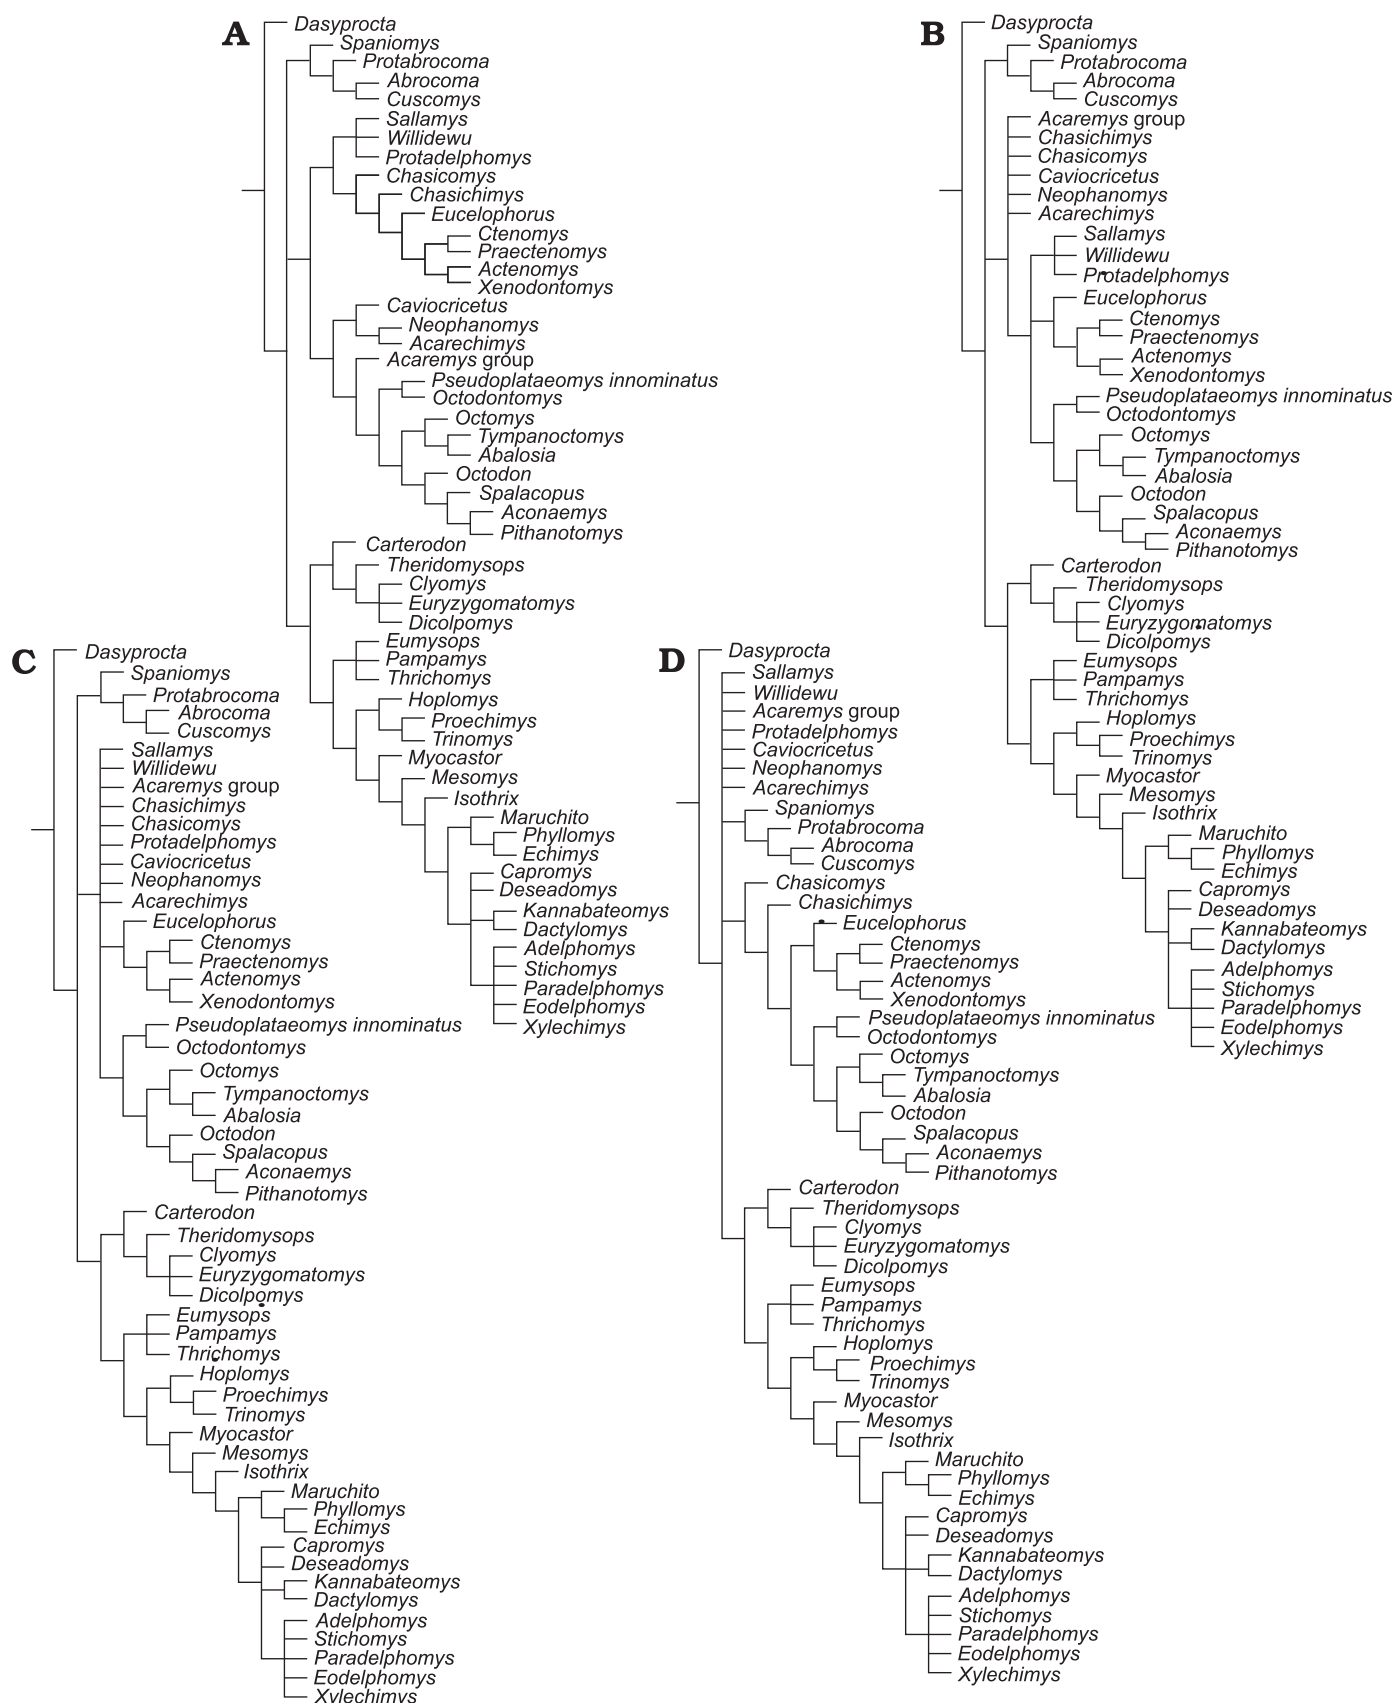 A
Dasyprocta
Spaniomys
Protabrocoma
Abrocoma
Cuscomys
Sallamys
Willidewu
Protadelphomys
Chasicomys
Chasichimys
Eucelophorus
Ctenomys
Praectenomys
Actenomys
Xenodontomys
Caviocricetus
Neophanomys
Acarechimys
Acaremys group
Pseudoplataeomys innominatus
Octodontomys
Octomys
Tympanoctomys
Abalosia
Octodon
Spalacopus
Aconaemys
Pithanotomys
Carterodon
Theridomysops
Clyomys
Euryzygomatomys
Dicolpomys
Eumysops
Pampamys
Thrichomys
Hoplomys
Proechimys
Trinomys
Myocastor
Mesomys
Isothrix
Maruchito
Phyllomys
Echimys
Capromys
Deseadomys
Kannabateomys
Dactylomys
Adelphomys
Stichomys
Paradelphomys
Eodelphomys
Xylechimys
B
Dasyprocta
Spaniomys
Protabrocoma
Abrocoma
Cuscomys
Acaremys group
Chasichimys
Chasicomys
Caviocricetus
Neophanomys
Acarechimys
Sallamys
Willidewu
Protadelphomys
Eucelophorus
Ctenomys
Praectenomys
Actenomys
Xenodontomys
Pseudoplataeomys innominatus
Octodontomys
Octomys
Tympanoctomys
Abalosia
Octodon
Spalacopus
Aconaemys
Pithanotomys
Carterodon
Theridomysops
Clyomys
Euryzygomatomys
Dicolpomys
Eumysops
Pampamys
Thrichomys
Hoplomys
Proechimys
Trinomys
Myocastor
Mesomys
Isothrix
Maruchito
Phyllomys
Echimys
Capromys
Deseadomys
Kannabateomys
Dactylomys
Adelphomys
Stichomys
Paradelphomys
Eodelphomys
Xylechimys
C
Dasyprocta
Spaniomys
Protabrocoma
Abrocoma
Cuscomys
Sallamys
Willidewu
Acaremys group
Chasichimys
Chasicomys
Protadelphomys
Caviocricetus
Neophanomys
Acarechimys
Eucelophorus
Ctenomys
Praectenomys
Actenomys
Xenodontomys
Pseudoplataeomys innominatus
Octodontomys
Octomys
Tympanoctomys
Abalosia
Octodon
Spalacopus
Aconaemys
Pithanotomys
Carterodon
Theridomysops
Clyomys
Euryzygomatomys
Dicolpomys
Eumysops
Pampamys
Thrichomys
Hoplomys
Proechimys
Trinomys
Myocastor
Mesomys
Isothrix
Maruchito
Phyllomys
Echimys
Capromys
Deseadomys
Kannabateomys
Dactylomys
Adelphomys
Stichomys
Paradelphomys
Eodelphomys
Xylechimys
D
Dasyprocta
Sallamys
Willidewu
Acaremys group
Protadelphomys
Caviocricetus
Neophanomys
Acarechimys
Spaniomys
Protabrocoma
Abrocoma
Cuscomys
Chasicomys
Chasichimys
Eucelophorus
Ctenomys
Praectenomys
Actenomys
Xenodontomys
Pseudoplataeomys innominatus
Octodontomys
Octomys
Tympanoctomys
Abalosia
Octodon
Spalacopus
Aconaemys
Pithanotomys
Carterodon
Theridomysops
Clyomys
Euryzygomatomys
Dicolpomys
Eumysops
Pampamys
Thrichomys
Hoplomys
Proechimys
Trinomys
Myocastor
Mesomys
Isothrix
Maruchito
Phyllomys
Echimys
Capromys
Deseadomys
Kannabateomys
Dactylomys
Adelphomys
Stichomys
Paradelphomys
Eodelphomys
Xylechimys